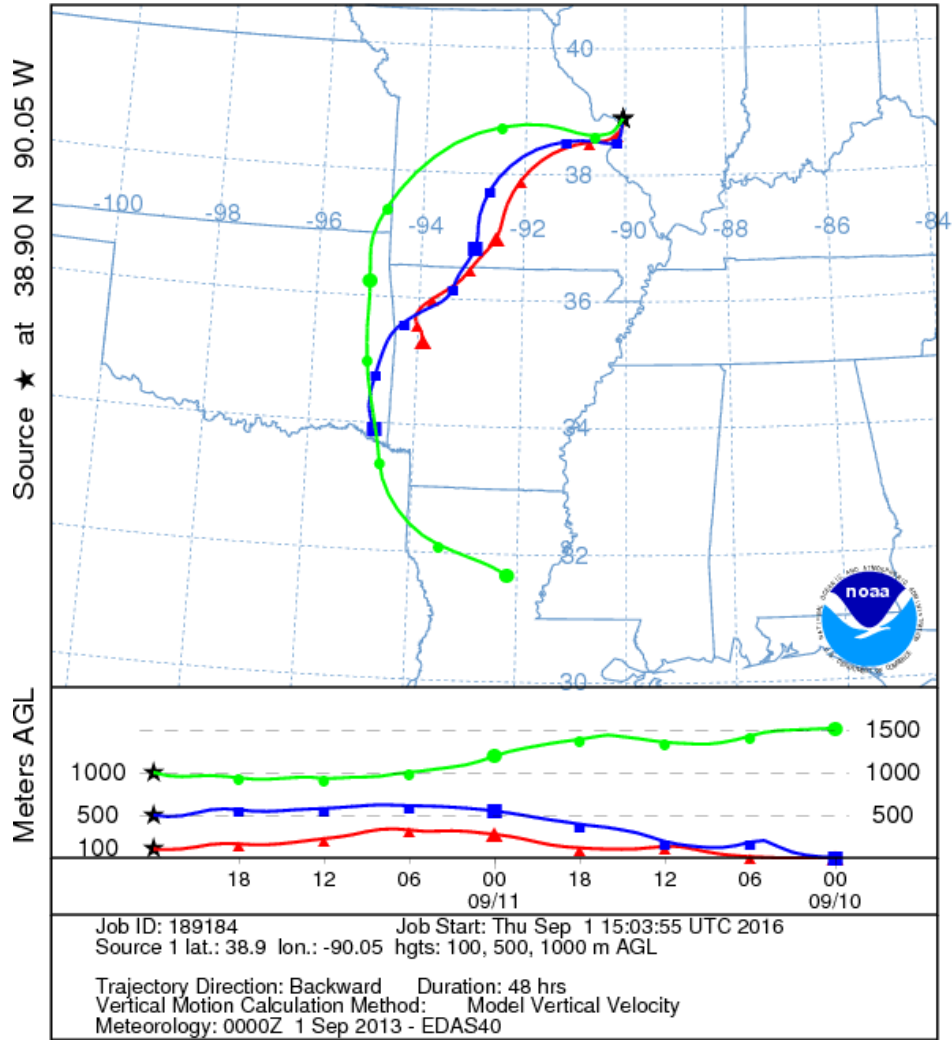 Source ★ at 38.90 N 90.05 W
40
38
-100
-98
-96
-94
-92
-90
-88
-86
-84
36
34
32
30
noaa
Meters AGL
1500
1000
1000
500
500
100
18 12 06 00 18 12 06 00
09/11 09/10
Job ID: 189184 Job Start: Thu Sep 1 15:03:55 UTC 2016
Source 1 lat.: 38.9 lon.: -90.05 hgts: 100, 500, 1000 m AGL
Trajectory Direction: Backward Duration: 48 hrs
Vertical Motion Calculation Method: Model Vertical Velocity
Meteorology: 0000Z 1 Sep 2013 - EDAS40